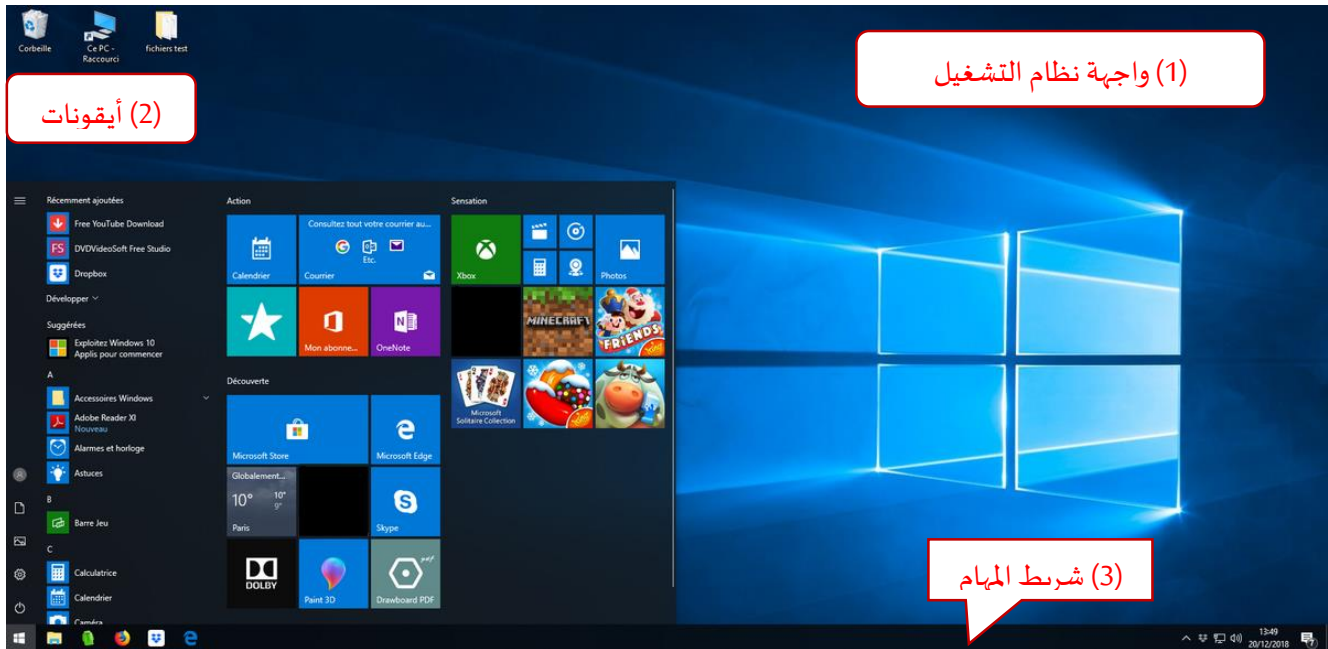 Corbeille
Ce PC -
Raccourci
fichiers test
(1) واجهة نظام التشغيل
(2) أيقونات
Récemment ajoutées
Free YouTube Download
FS
DVDVideoSoft Free Studio
Dropbox
Développer
Suggérées
Exploitez Windows 10
Applis pour commencer
A
Accessoires Windows
Adobe Reader XI
Nouveau
Alarmes et horloge
Astuces
B
Barre Jeu
C
Calculatrice
Calendrier
Caméra
Action
Calendrier
Consultez tout votre courrier au...
Etc.
Courrier
Mon abonne...
OneNote
Découverte
Microsoft Store
Microsoft Edge
Globalement...
10°
10°
9°
Paris
Skype
DOLBY
Paint 3D
Drawboard PDF
Sensation
Xbox
Photos
MINECRAFT
FRIENDS
Microsoft
Solitaire Collection
(3) شريط المهام
13:49
20/12/2018